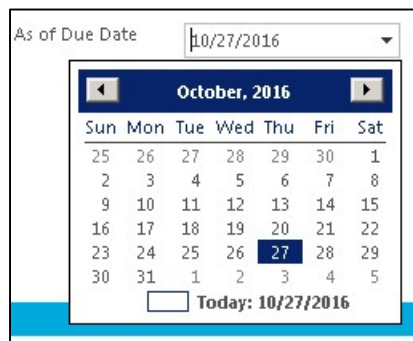 As of Due Date 10/27/2016
October, 2016
Sun Mon Tue Wed Thu Fri Sat
25 26 27 28 29 30 1
2 3 4 5 6 7 8
9 10 11 12 13 14 15
16 17 18 19 20 21 22
23 24 25 26 27 28 29
30 31 1 2 3 4 5
Today: 10/27/2016